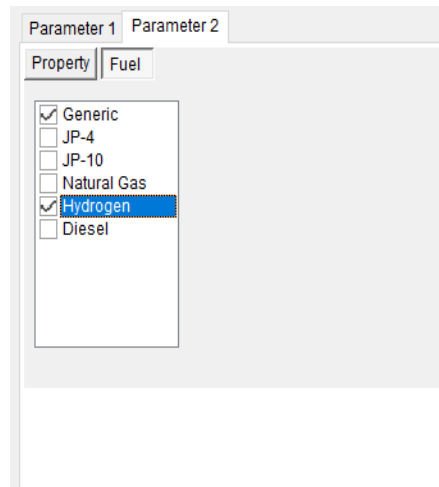 Parameter 1 Parameter 2
Property Fuel
Generic
JP-4
JP-10
Natural Gas
Hydrogen
Diesel